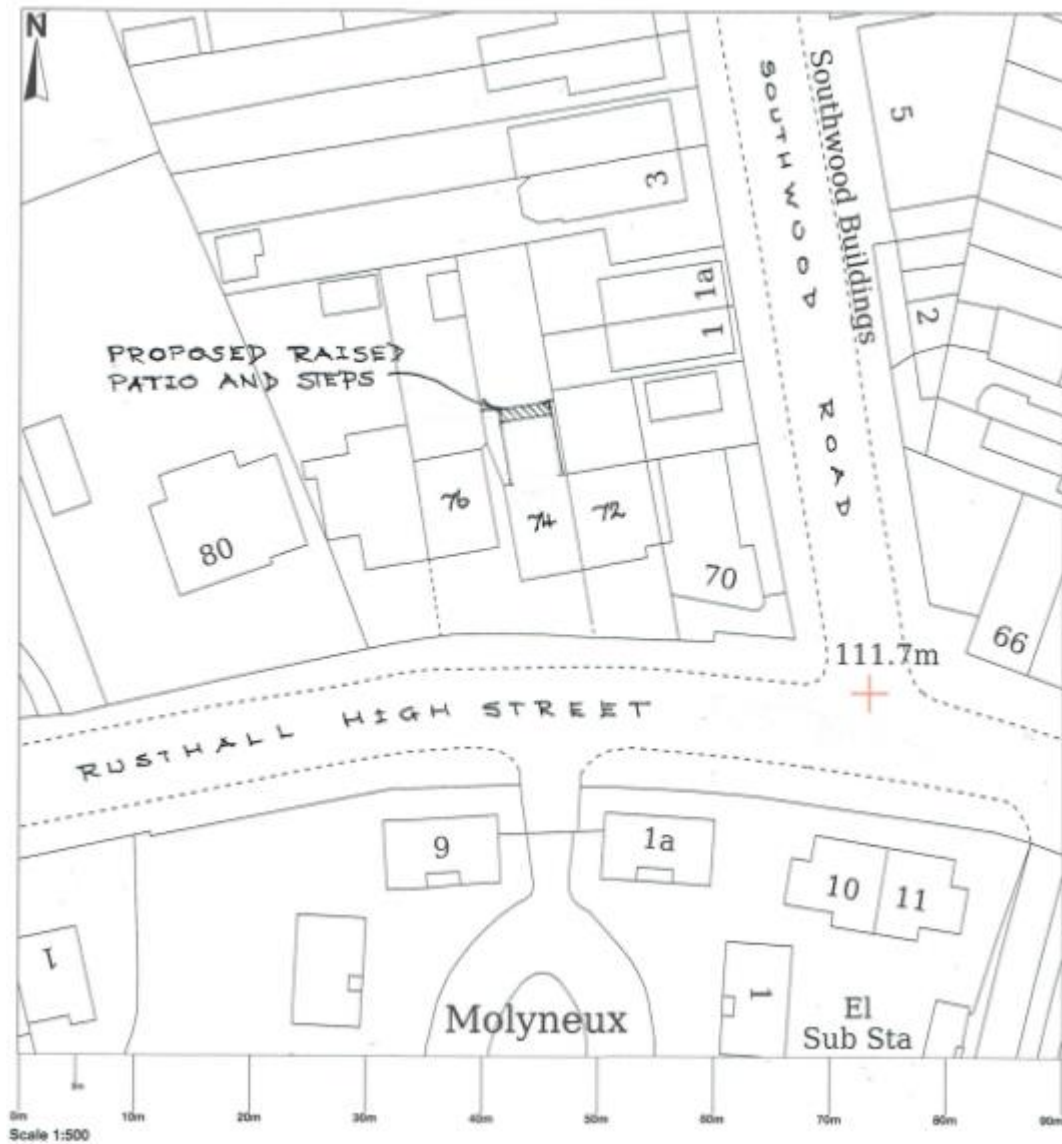 N
SOUTHWOOD ROAD
Southwood Buildings
5
3
1a
1
2
PROPOSED RAISED
PATIO AND STEPS
80
76
74
72
70
66
111.7m
RUSTHALL HIGH STREET
9
1a
10
11
1
1
Molyneux
El
Sub Sta
0m
5m
10m
20m
30m
40m
50m
60m
70m
80m
90m
Scale 1:500